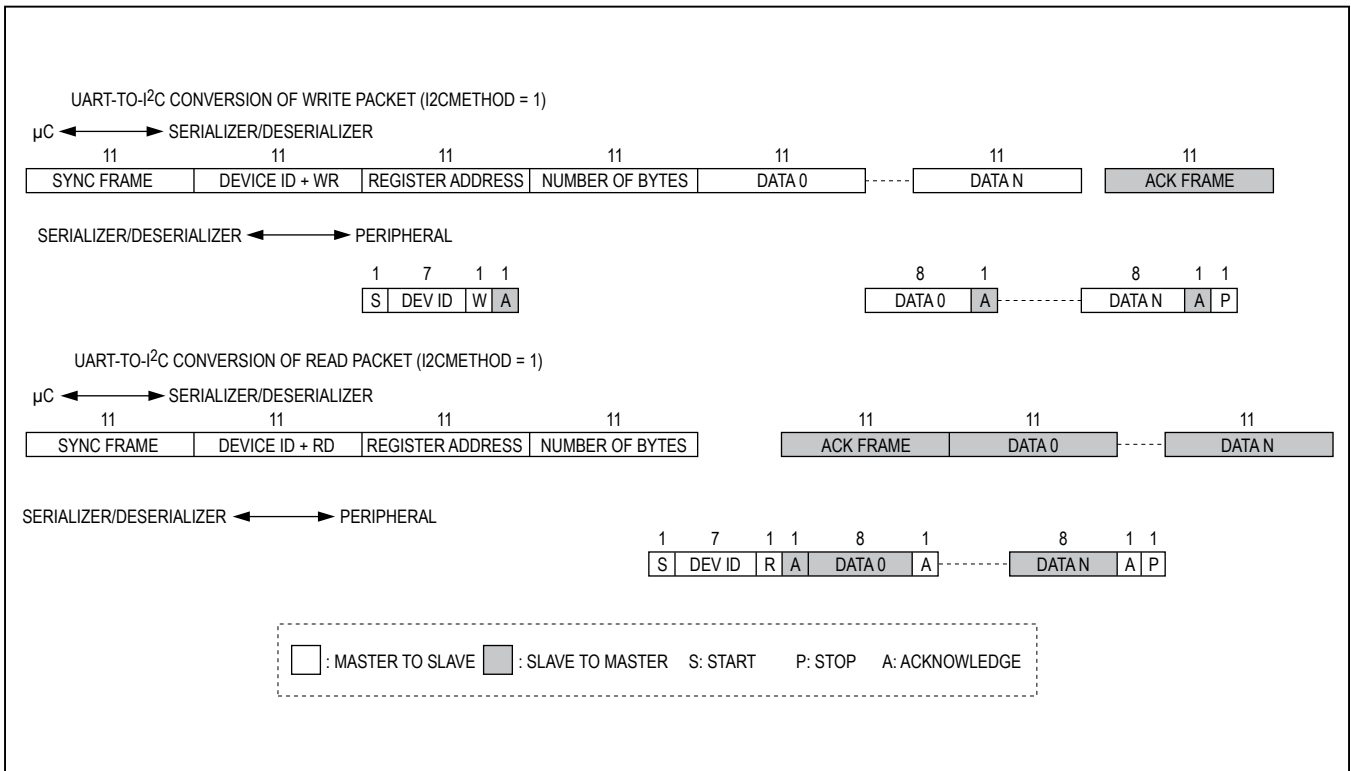 UART-TO-I2C CONVERSION OF WRITE PACKET (I2CMETHOD = 1)
µC SERIALIZER/DESERIALIZER
11 11 11 11 11 11 11
SYNC FRAME DEVICE ID + WR REGISTER ADDRESS NUMBER OF BYTES DATA 0 DATA N ACK FRAME
SERIALIZER/DESERIALIZER PERIPHERAL
1 7 1 1 8 1 8 1 1
S DEV ID W A DATA 0 A DATA N A P
UART-TO-I2C CONVERSION OF READ PACKET (I2CMETHOD = 1)
µC SERIALIZER/DESERIALIZER
11 11 11 11 11 11 11
SYNC FRAME DEVICE ID + RD REGISTER ADDRESS NUMBER OF BYTES ACK FRAME DATA 0 DATA N
SERIALIZER/DESERIALIZER PERIPHERAL
1 7 1 1 8 1 8 1 1
S DEV ID R A DATA 0 A DATA N A P
: MASTER TO SLAVE : SLAVE TO MASTER S: START P: STOP A: ACKNOWLEDGE